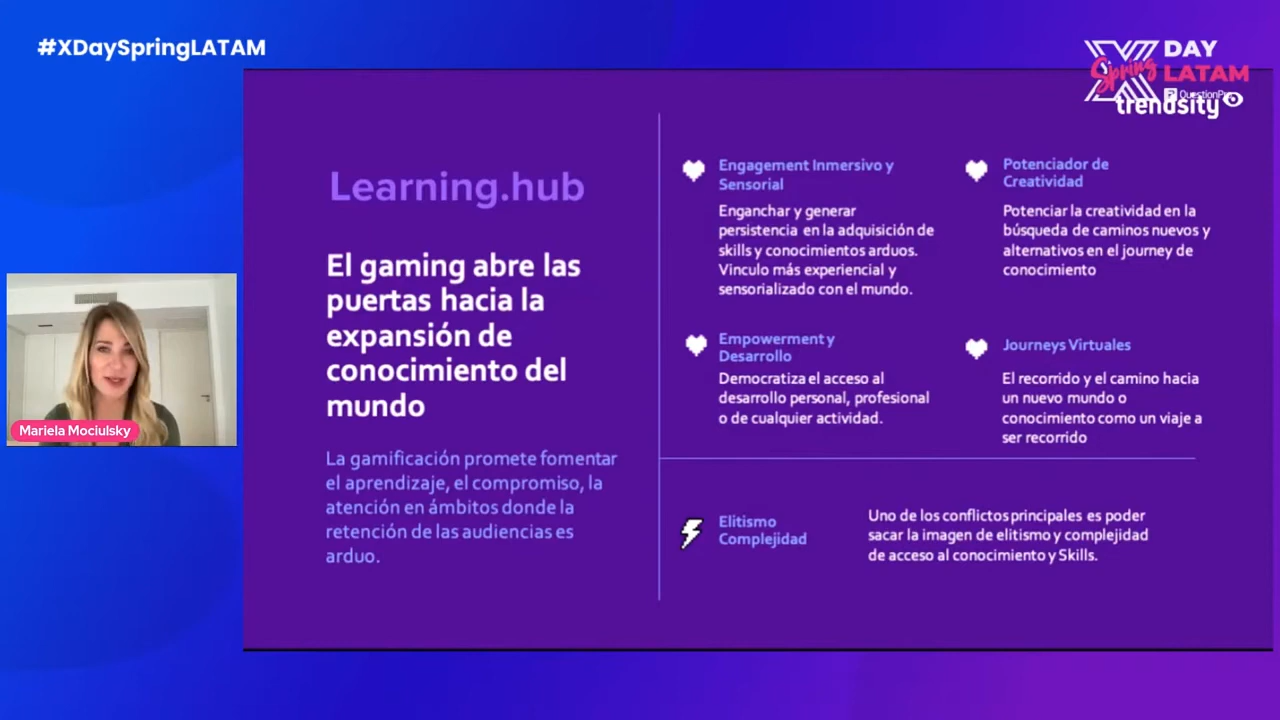 #XDaySpringLATAM
X DAY
Spring LATAM
QuestionPro
trendsity
Learning.hub
El gaming abre las
puertas hacia la
expansión de
conocimiento del
mundo
La gamificación promete fomentar
el aprendizaje, el compromiso, la
atención en ámbitos donde la
retención de las audiencias es
arduo.
Engagement Inmersivo y
Sensorial
Enganchar y generar
persistencia en la adquisición de
skills y conocimientos arduos.
Vinculo más experiencial y
sensorializado con el mundo.
Potenciador de
Creatividad
Potenciar la creatividad en la
búsqueda de caminos nuevos y
alternativos en el journey de
conocimiento
Empowerment y
Desarrollo
Democratiza el acceso al
desarrollo personal, profesional
o de cualquier actividad.
Journeys Virtuales
El recorrido y el camino hacia
un nuevo mundo o
conocimiento como un viaje a
ser recorrido
Elitismo
Complejidad
Uno de los conflictos principales es poder
sacar la imagen de elitismo y complejidad
de acceso al conocimiento y Skills.
Mariela Mociulsky